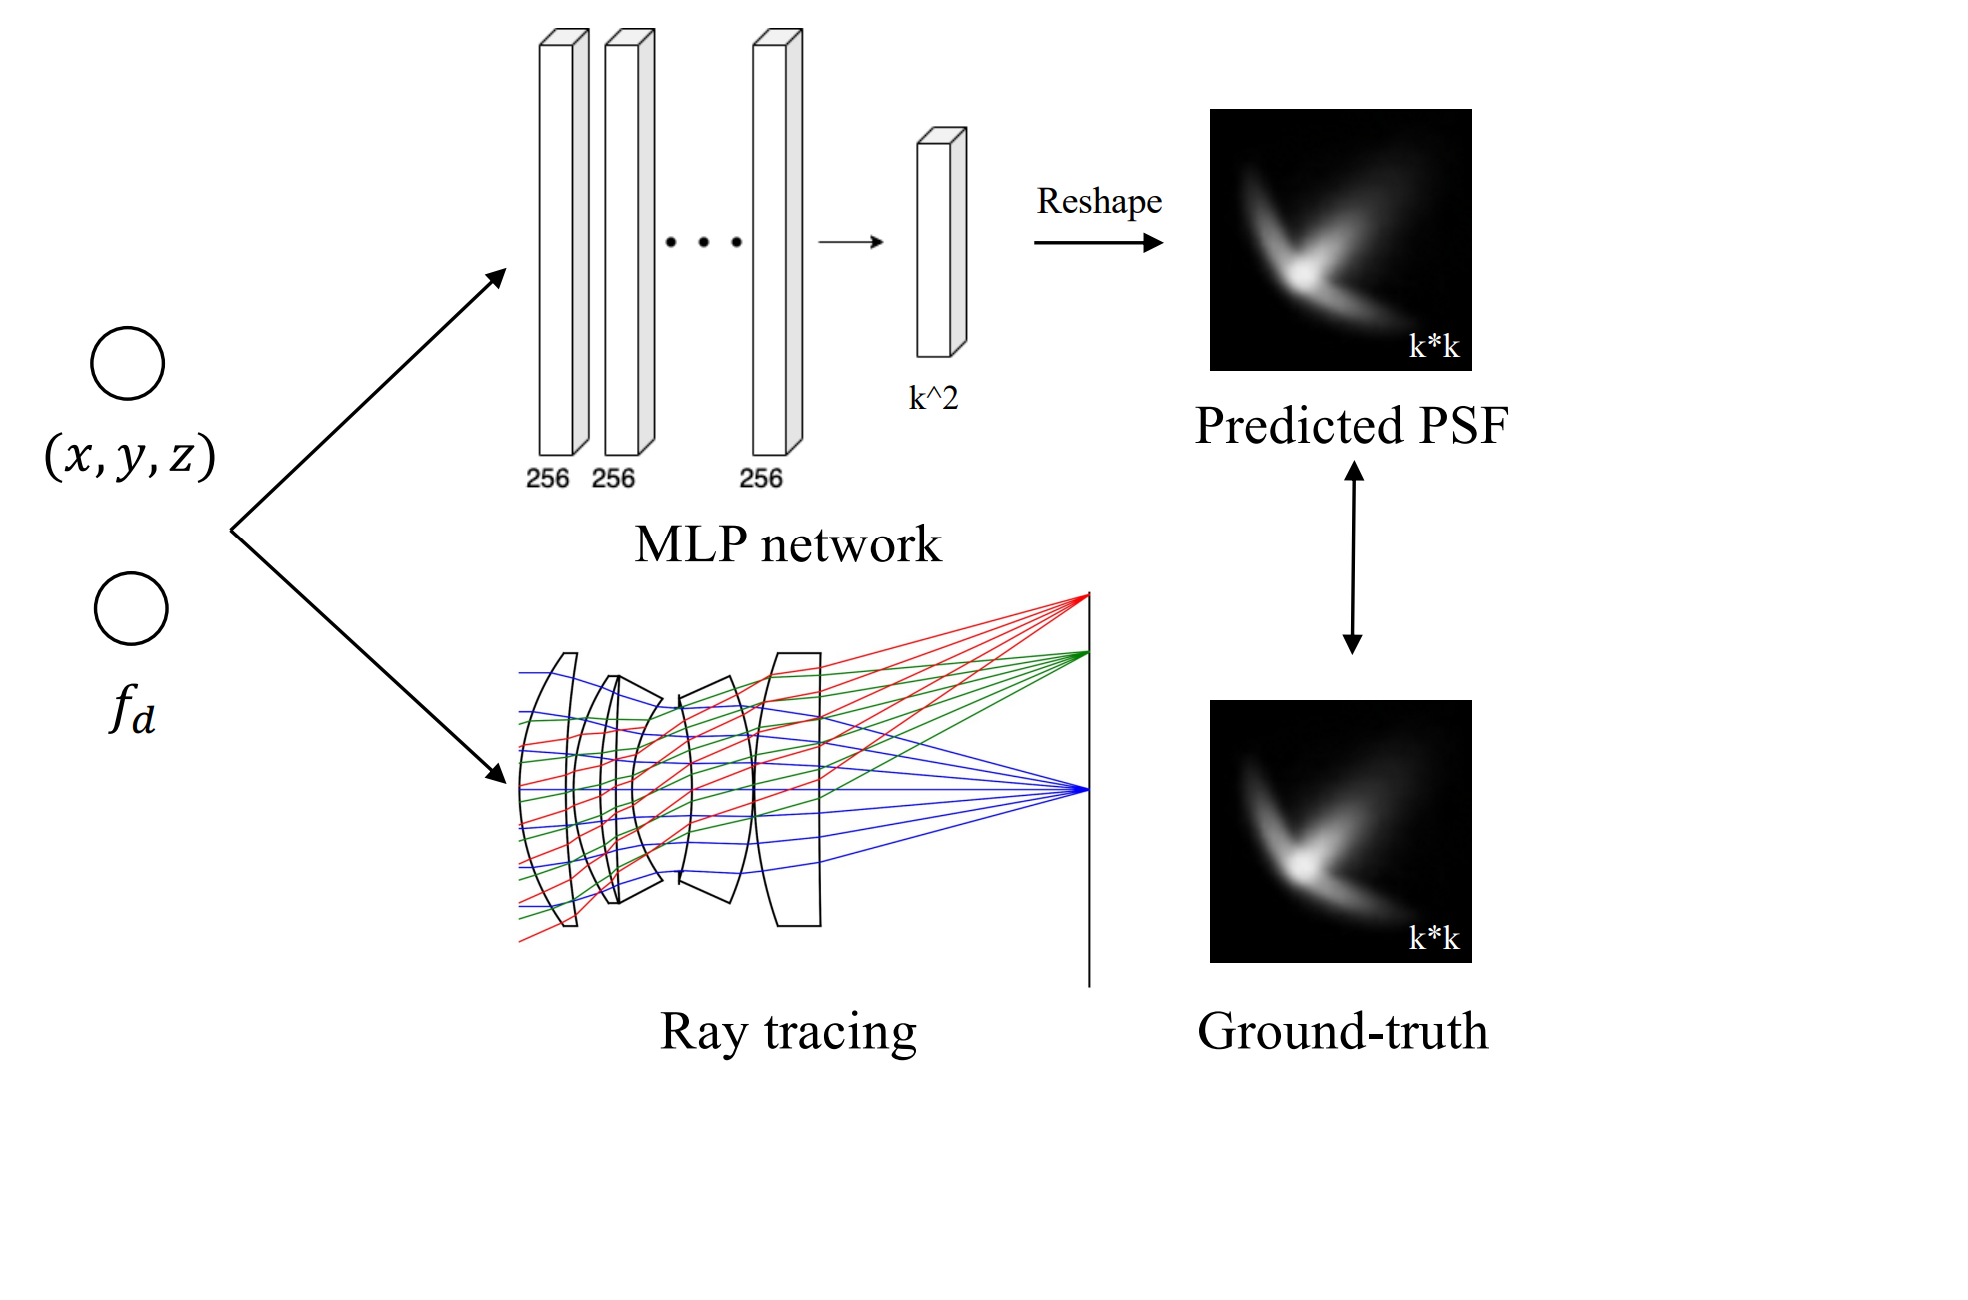 (x, y, z)
f_d
256 256 256
MLP network
k^2
Reshape
k*k
Predicted PSF
Ray tracing
k*k
Ground-truth